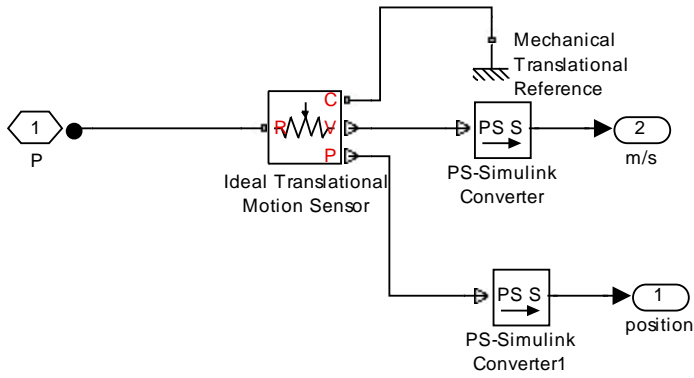 Mechanical
Translational
Reference
C
1
R
V
P
PS S
2
P
m/s
Ideal Translational
Motion Sensor
PS-Simulink
Converter
PS S
1
position
PS-Simulink
Converter1